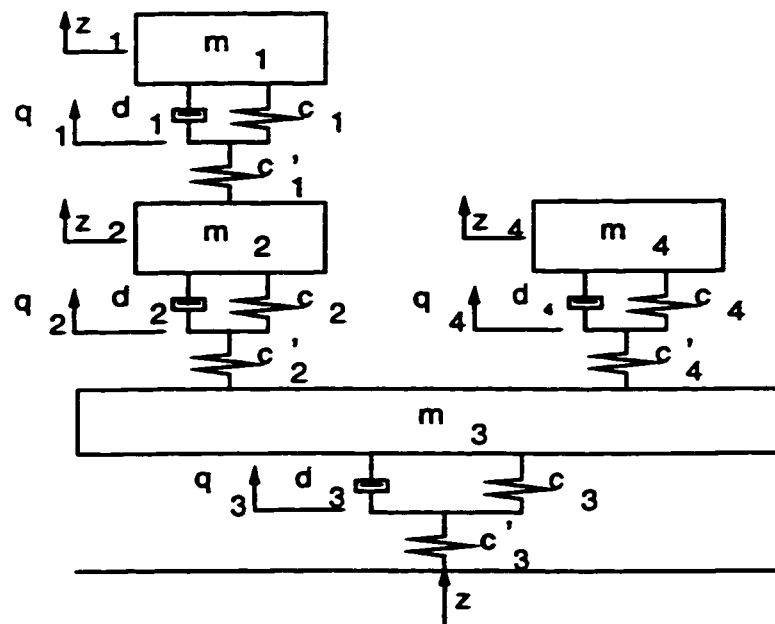 z 1 m 1
q 1 d 1 c 1
c' 1
z 2 m 2 z 4 m 4
q 2 d 2 c 2 q 4 d 4 c 4
c' 2 c' 4
m 3
q 3 d 3 c 3
c' 3
z